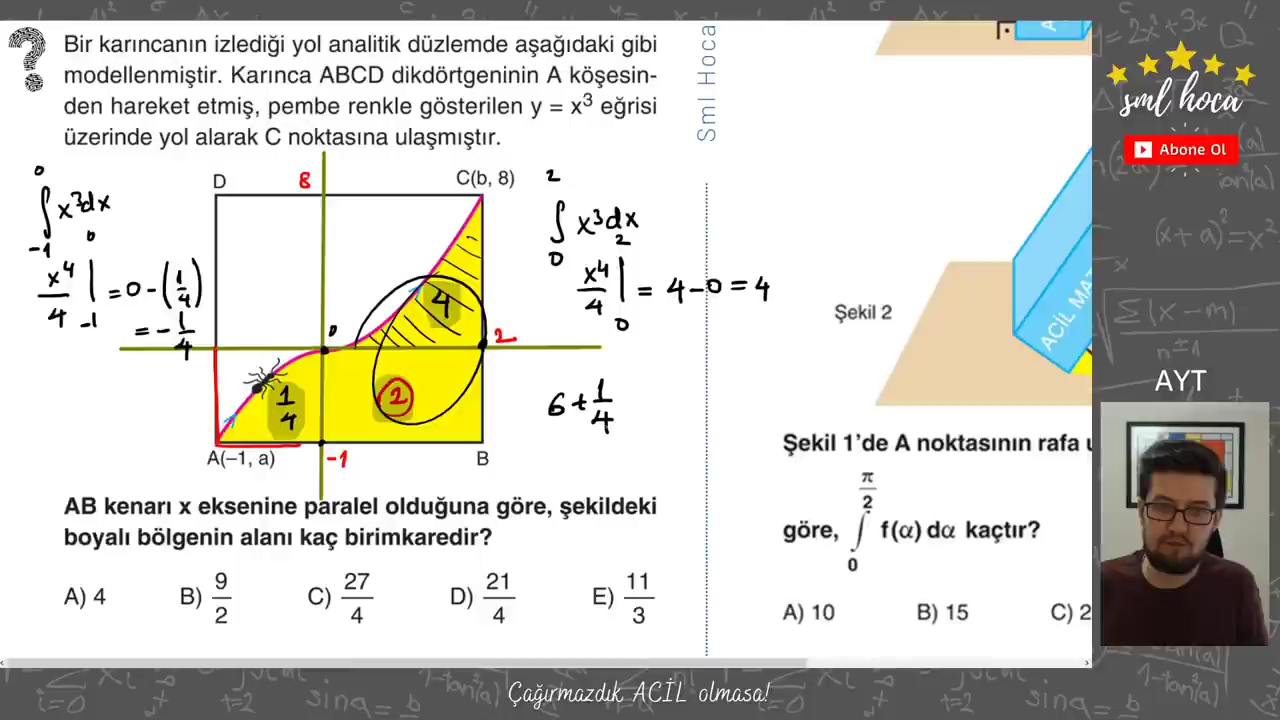 Bir karıncanın izlediği yol analitik düzlemde aşağıdaki gibi
modellenmiştir. Karınca ABCD dikdörtgeninin A köşesin-
den hareket etmiş, pembe renkle gösterilen y = x³ eğrisi
üzerinde yol alarak C noktasına ulaşmıştır.
D
8
C(b, 8)
0
∫ x³dx
-1
x⁴/4 |
0
-1
= 0 - (1/4)
= -1/4
2
∫ x³dx
0
x⁴/4 |
2
0
= 4 - 0 = 4
4
0
2
1/4
2
6 + 1/4
A(–1, a)
-1
B
AB kenarı x eksenine paralel olduğuna göre, şekildeki
boyalı bölgenin alanı kaç birimkaredir?
A) 4
B) 9/2
C) 27/4
D) 21/4
E) 11/3
Sml Hoca
Şekil 2
ACİL MAT
Şekil 1'de A noktasının rafa u
göre, ∫ f(α) dα kaçtır?
π/2
0
A) 10
B) 15
C) 2
sml hoca
Abone Ol
AYT
Çağırmazdık ACİL olmasa!